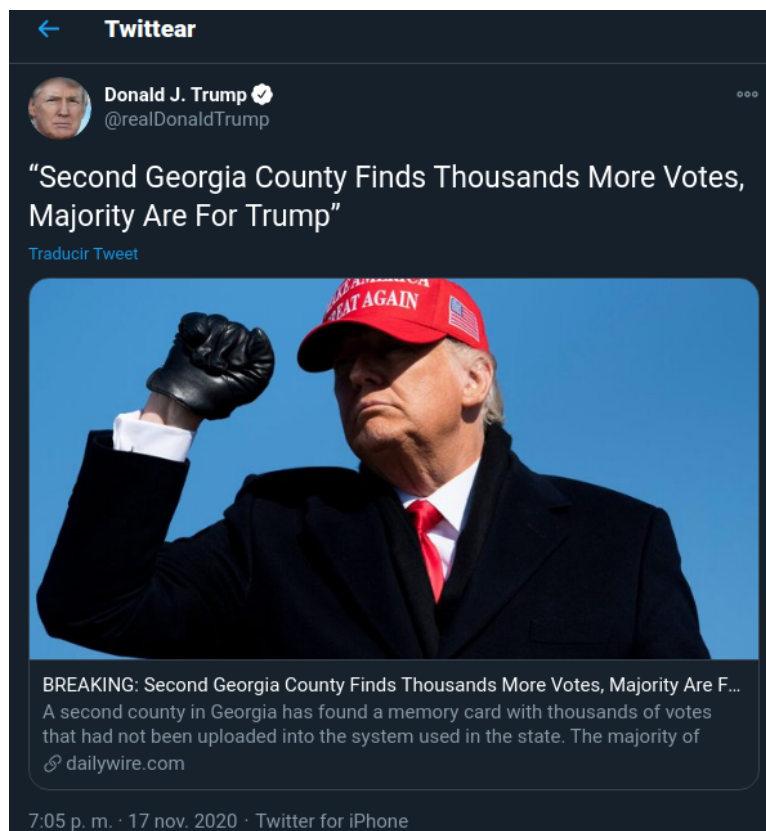 Twittear
Donald J. Trump
@realDonaldTrump
“Second Georgia County Finds Thousands More Votes,
Majority Are For Trump”
Traducir Tweet
AMERICA
GREAT AGAIN
BREAKING: Second Georgia County Finds Thousands More Votes, Majority Are F...
A second county in Georgia has found a memory card with thousands of votes
that had not been uploaded into the system used in the state. The majority of
dailywire.com
7:05 p. m. · 17 nov. 2020 · Twitter for iPhone